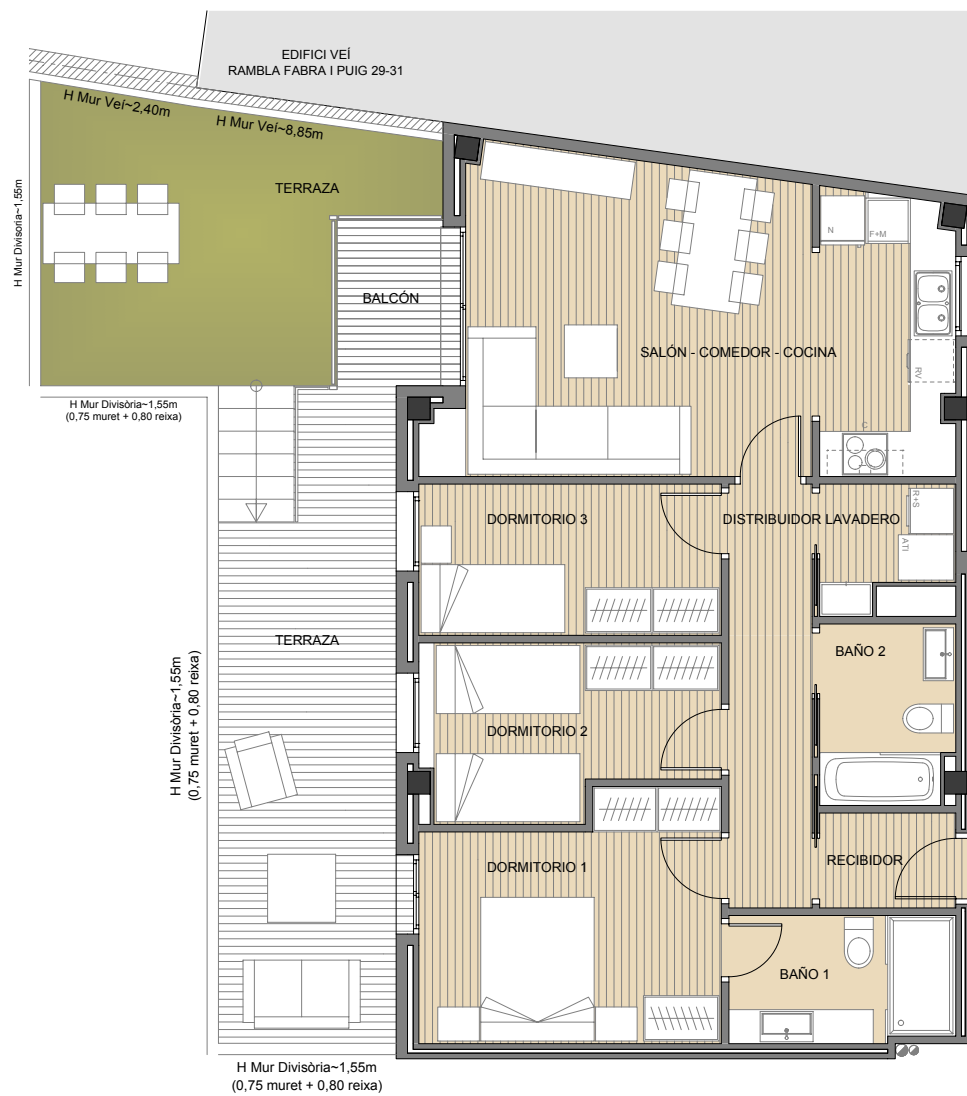 EDIFICI VEÍ
RAMBLA FABRA I PUIG 29-31
H Mur Veí~2,40m
H Mur Veí~8,85m
H Mur Divisoria~1,55m
TERRAZA
N
F+M
BALCÓN
SALÓN - COMEDOR - COCINA
RV
H Mur Divisòria~1,55m
(0,75 muret + 0,80 reixa)
C
R+S
DORMITORIO 3
DISTRIBUIDOR
LAVADERO
ATI
TERRAZA
BAÑO 2
H Mur Divisòria~1,55m
(0,75 muret + 0,80 reixa)
DORMITORIO 2
DORMITORIO 1
RECIBIDOR
BAÑO 1
H Mur Divisòria~1,55m
(0,75 muret + 0,80 reixa)